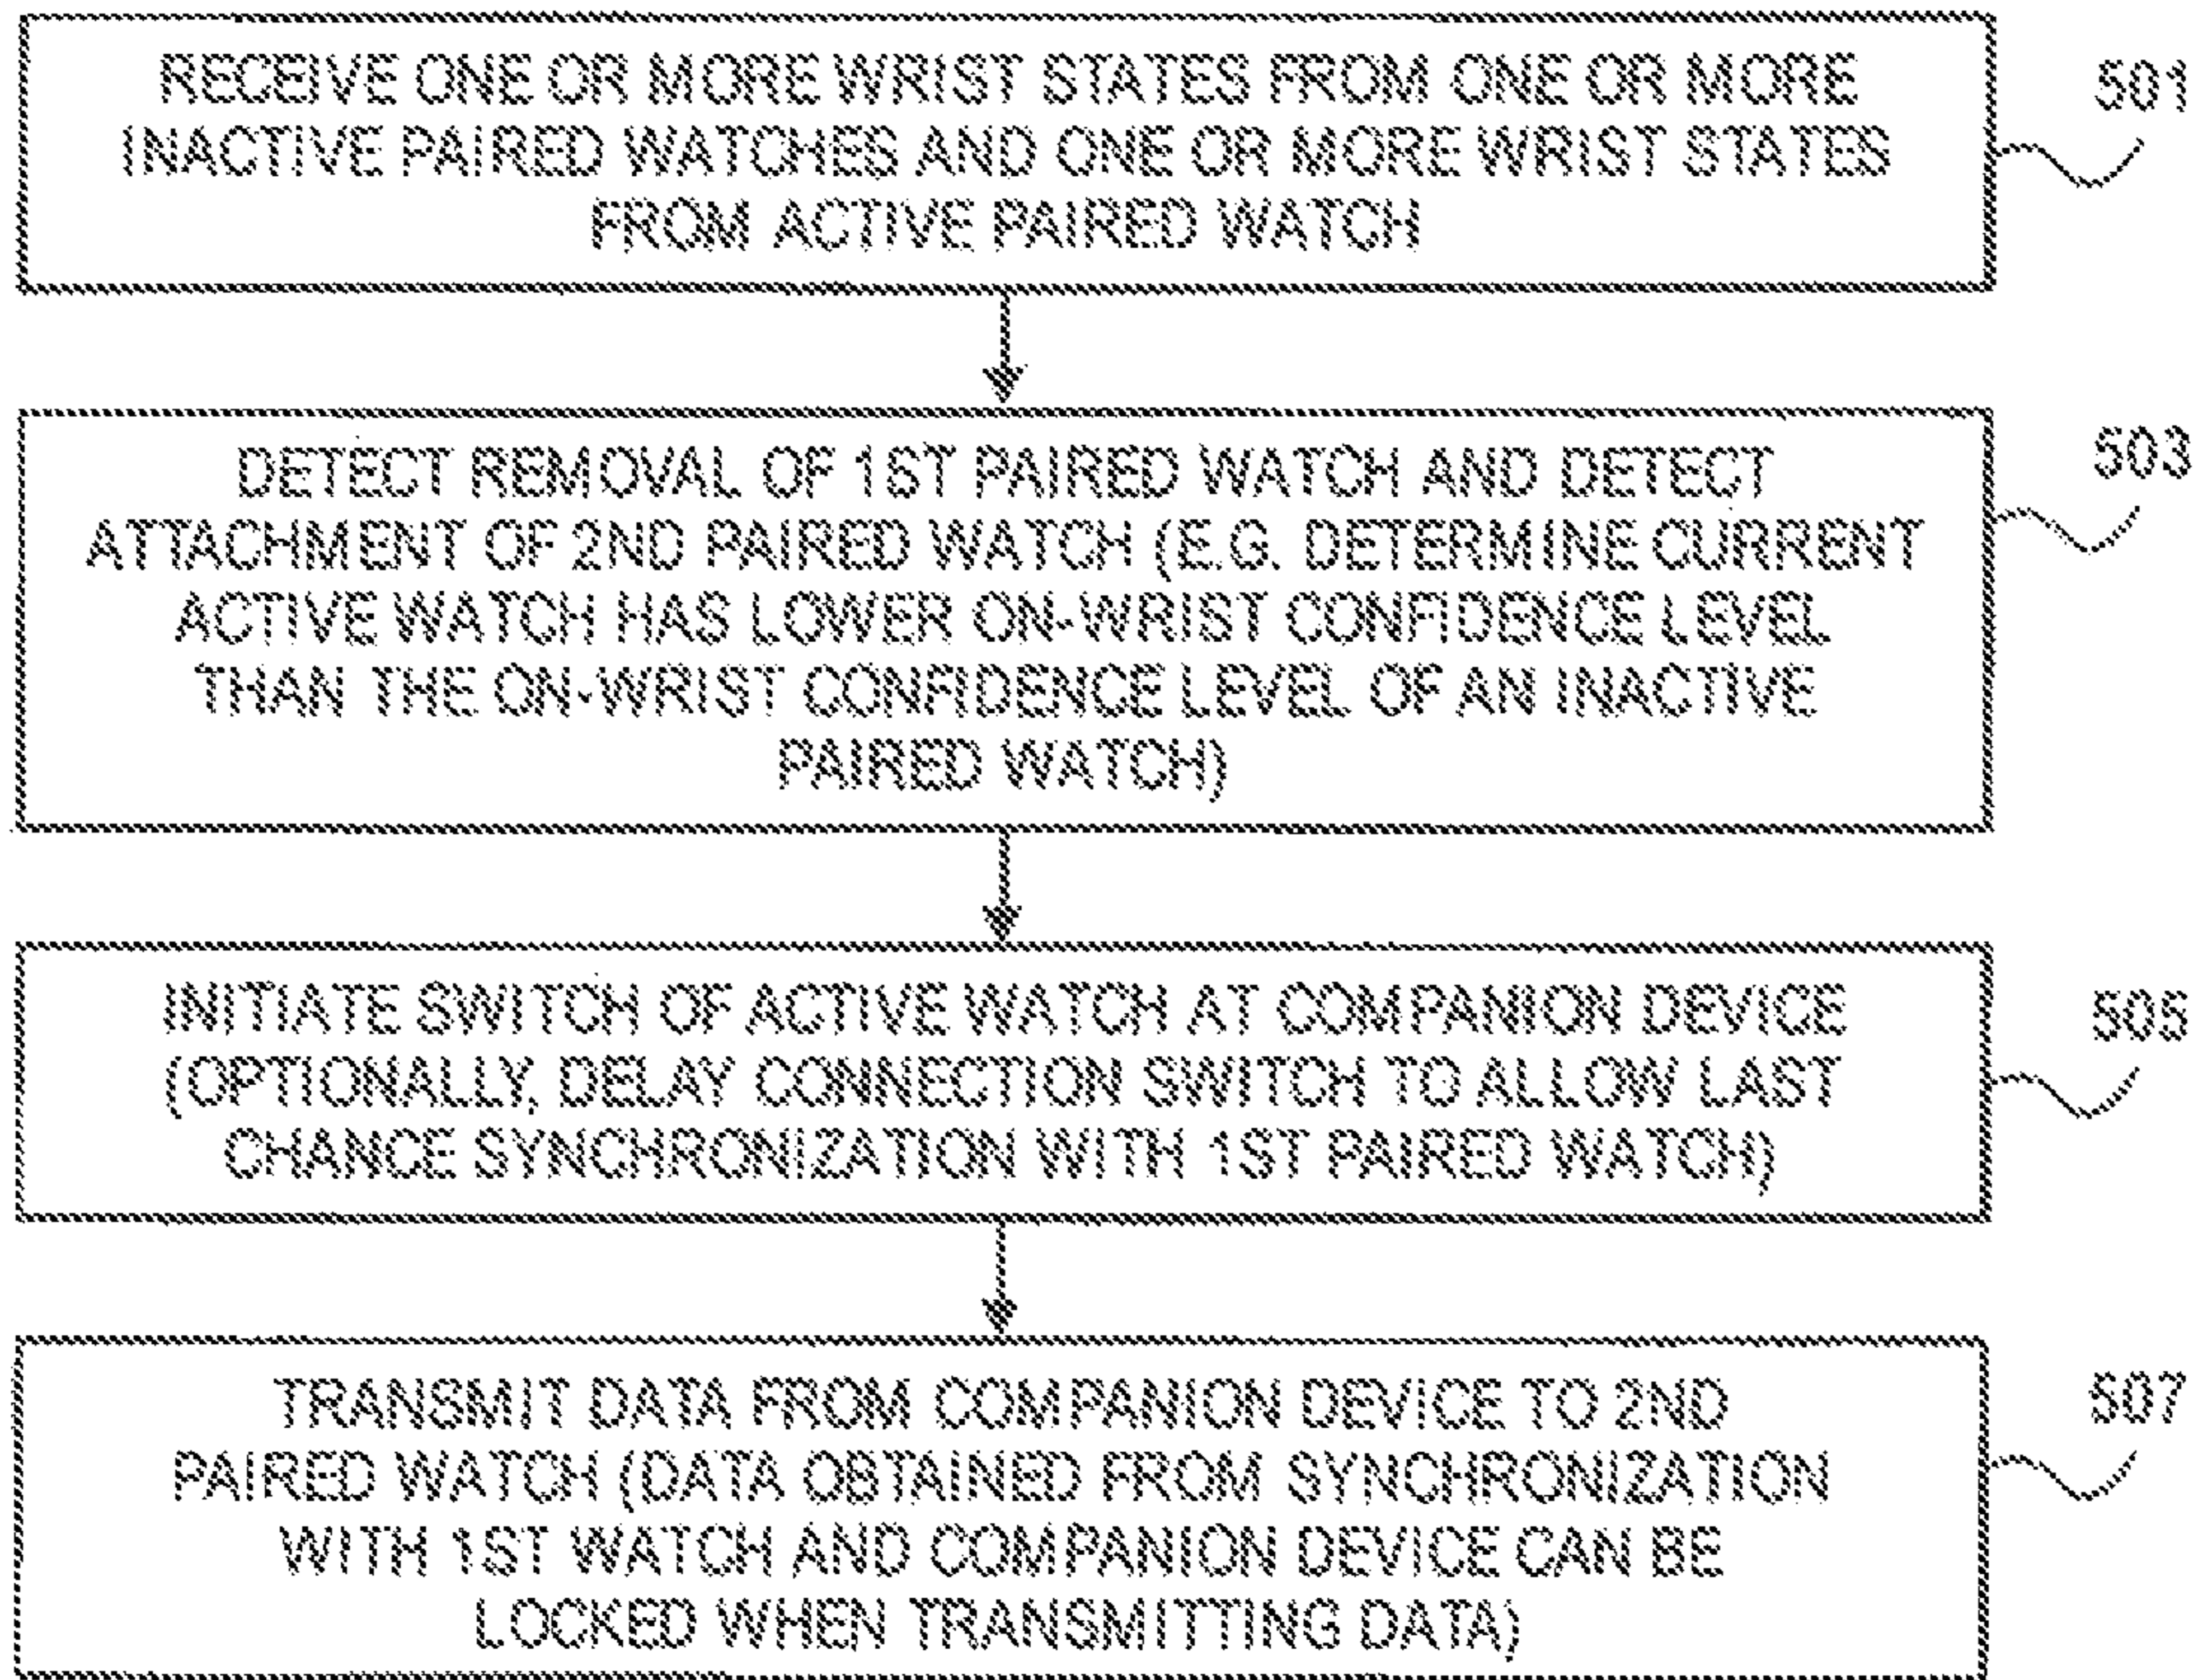 RECEIVE ONE OR MORE WRIST STATES FROM ONE OR MORE
INACTIVE PAIRED WATCHES AND ONE OR MORE WRIST STATES
FROM ACTIVE PAIRED WATCH
501
DETECT REMOVAL OF 1ST PAIRED WATCH AND DETECT
ATTACHMENT OF 2ND PAIRED WATCH (E.G. DETERMINE CURRENT
ACTIVE WATCH HAS LOWER ON-WRIST CONFIDENCE LEVEL
THAN THE ON-WRIST CONFIDENCE LEVEL OF AN INACTIVE
PAIRED WATCH)
503
INITIATE SWITCH OF ACTIVE WATCH AT COMPANION DEVICE
(OPTIONALLY, DELAY CONNECTION SWITCH TO ALLOW LAST
CHANCE SYNCHRONIZATION WITH 1ST PAIRED WATCH)
505
TRANSMIT DATA FROM COMPANION DEVICE TO 2ND
PAIRED WATCH (DATA OBTAINED FROM SYNCHRONIZATION
WITH 1ST WATCH AND COMPANION DEVICE CAN BE
LOCKED WHEN TRANSMITTING DATA)
507